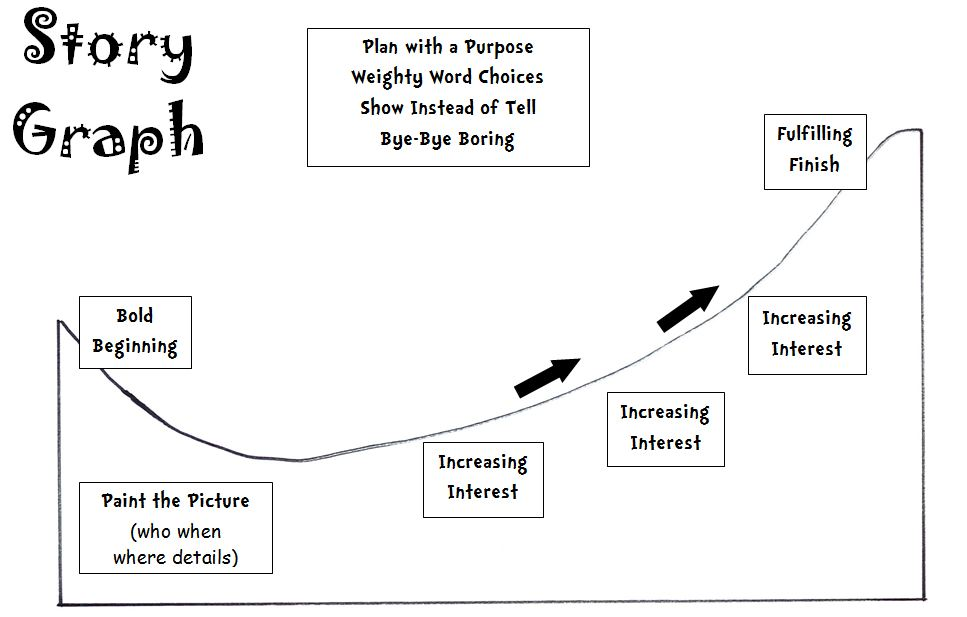 Story
Graph
Plan with a Purpose
Weighty Word Choices
Show Instead of Tell
Bye-Bye Boring
Fulfilling
Finish
Bold
Beginning
Increasing
Interest
Increasing
Interest
Increasing
Interest
Paint the Picture
(who when
where details)